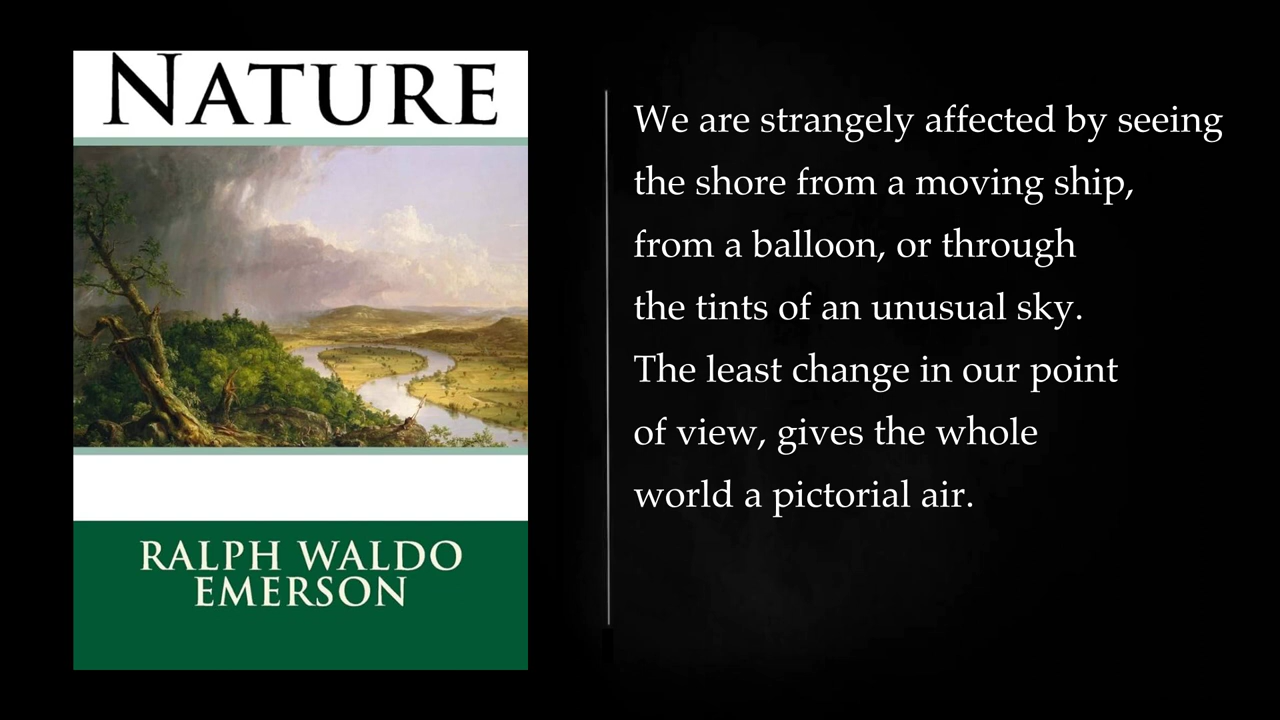 NATURE
RALPH WALDO
EMERSON
We are strangely affected by seeing
the shore from a moving ship,
from a balloon, or through
the tints of an unusual sky.
The least change in our point
of view, gives the whole
world a pictorial air.